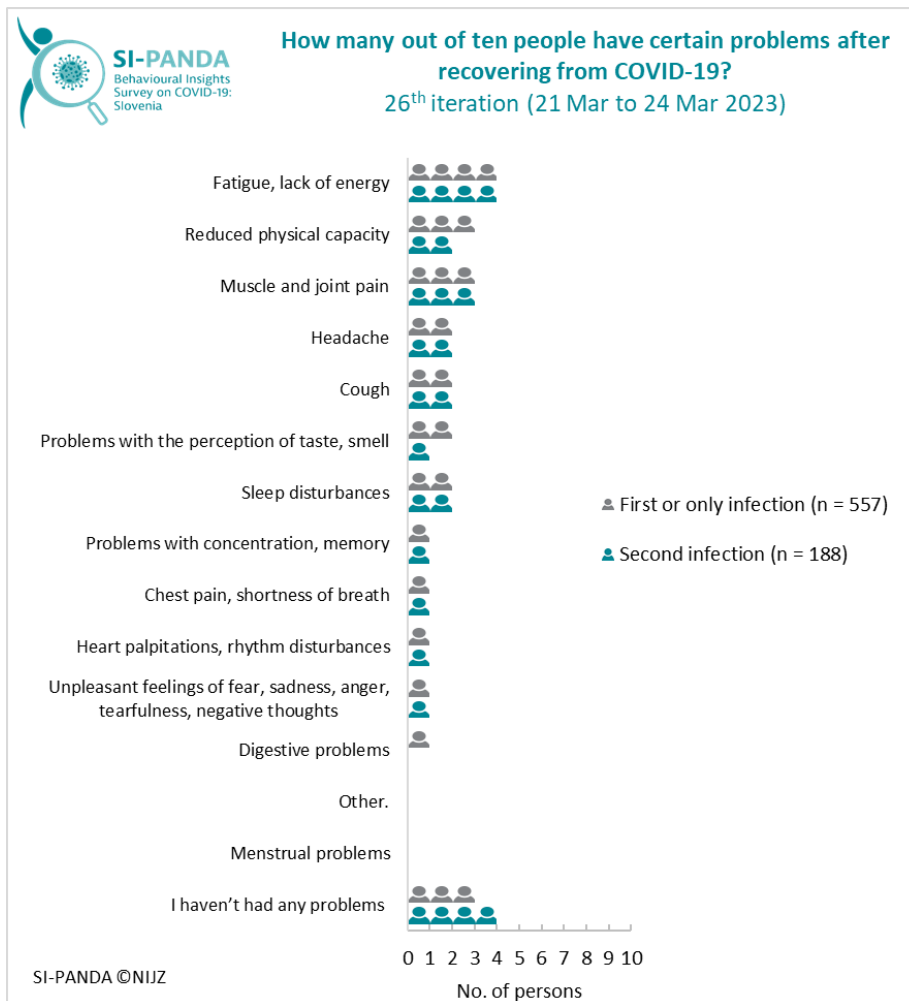 SI-PANDA
Behavioural Insights
Survey on COVID-19:
Slovenia
How many out of ten people have certain problems after
recovering from COVID-19?
26th iteration (21 Mar to 24 Mar 2023)
Fatigue, lack of energy
Reduced physical capacity
Muscle and joint pain
Headache
Cough
Problems with the perception of taste, smell
Sleep disturbances
Problems with concentration, memory
Chest pain, shortness of breath
Heart palpitations, rhythm disturbances
Unpleasant feelings of fear, sadness, anger,
tearfulness, negative thoughts
Digestive problems
Other.
Menstrual problems
I haven't had any problems
First or only infection (n = 557)
Second infection (n = 188)
0 1 2 3 4 5 6 7 8 9 10
No. of persons
SI-PANDA ©NIJZ